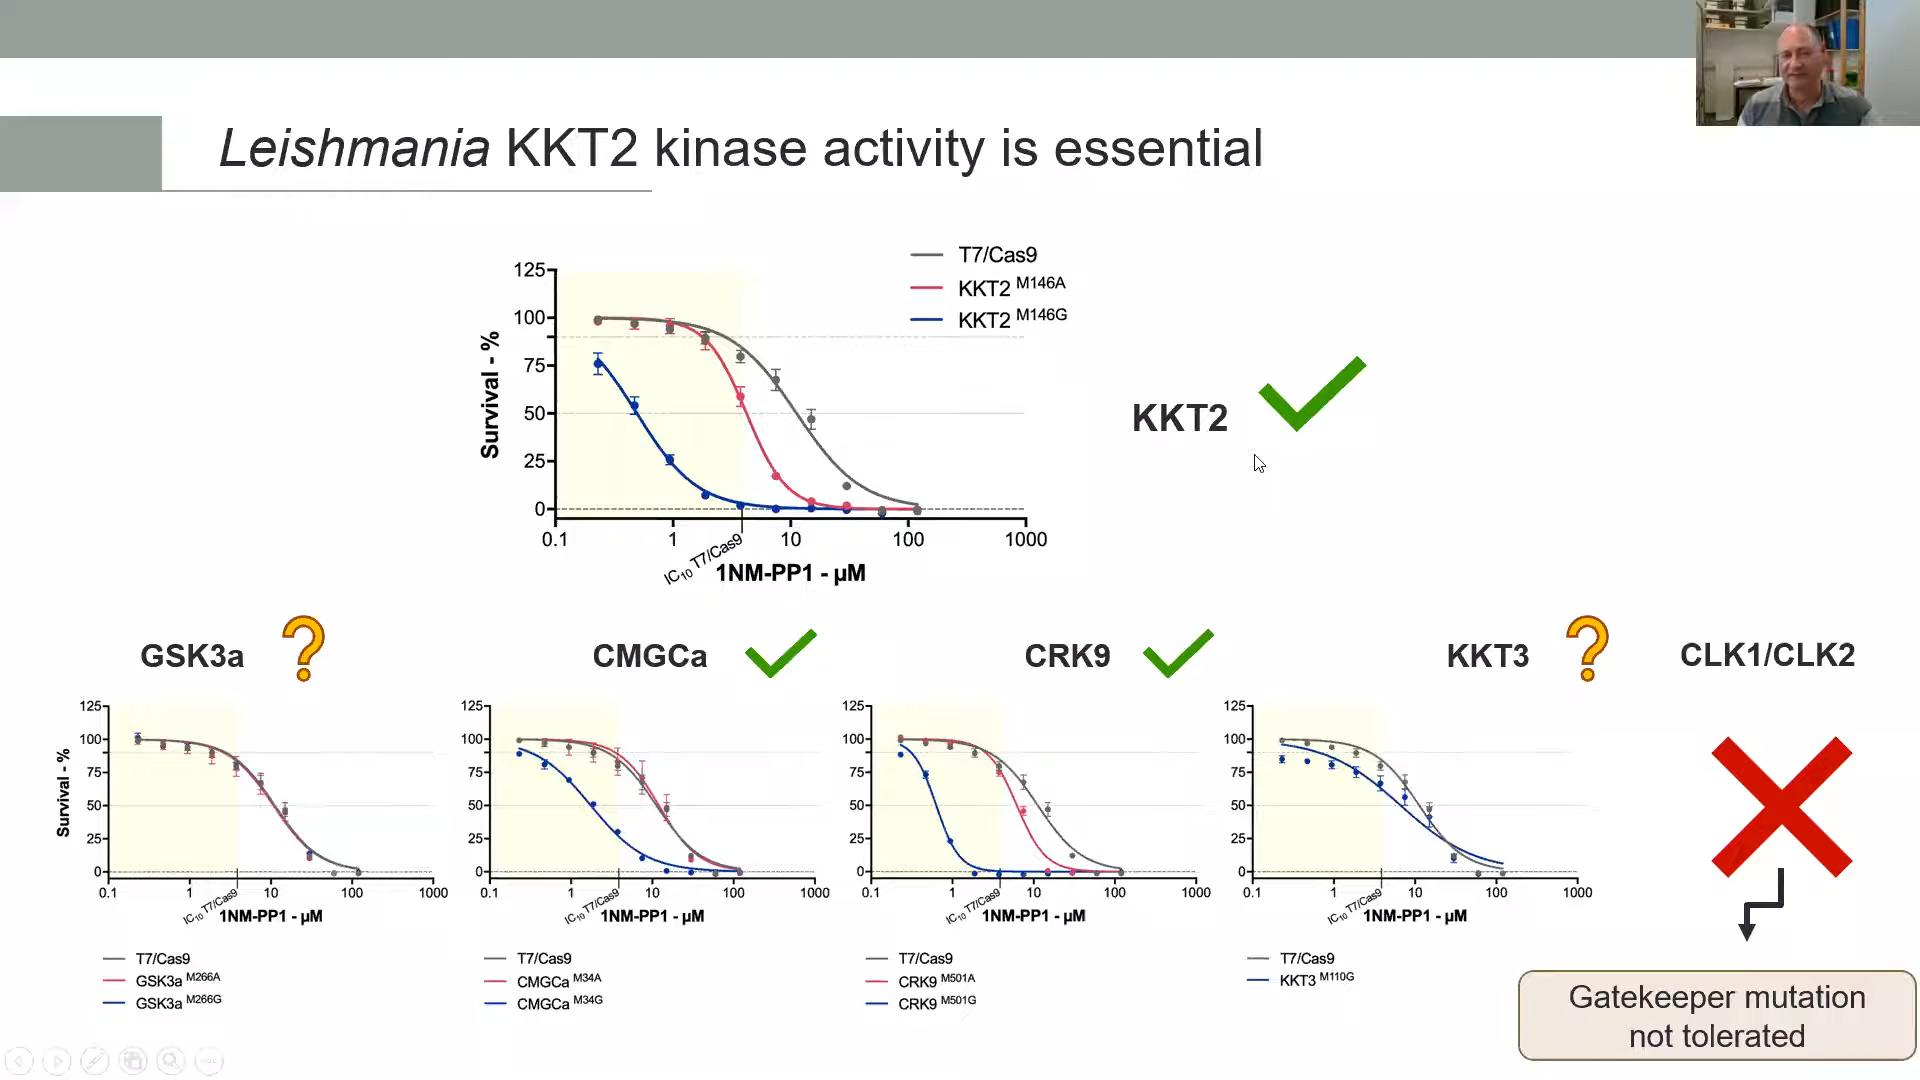 Leishmania KKT2 kinase activity is essential
T7/Cas9
KKT2 M146A
KKT2 M146G
125
100
75
50
25
0
Survival - %
0.1
1
10
100
1000
IC10 T7/Cas9
1NM-PP1 - µM
KKT2
GSK3a
CMGCa
CRK9
KKT3
CLK1/CLK2
125
100
75
50
25
0
Survival - %
0.1
1
10
100
1000
IC10 T7/Cas9
1NM-PP1 - µM
T7/Cas9
GSK3a M266A
GSK3a M266G
125
100
75
50
25
0
0.1
1
10
100
1000
IC10 T7/Cas9
1NM-PP1 - µM
T7/Cas9
CMGCa M34A
CMGCa M34G
125
100
75
50
25
0
0.1
1
10
100
1000
IC10 T7/Cas9
1NM-PP1 - µM
T7/Cas9
CRK9 M501A
CRK9 M501G
125
100
75
50
25
0
0.1
1
10
100
1000
IC10 T7/Cas9
1NM-PP1 - µM
T7/Cas9
KKT3 M110G
Gatekeeper mutation
not tolerated